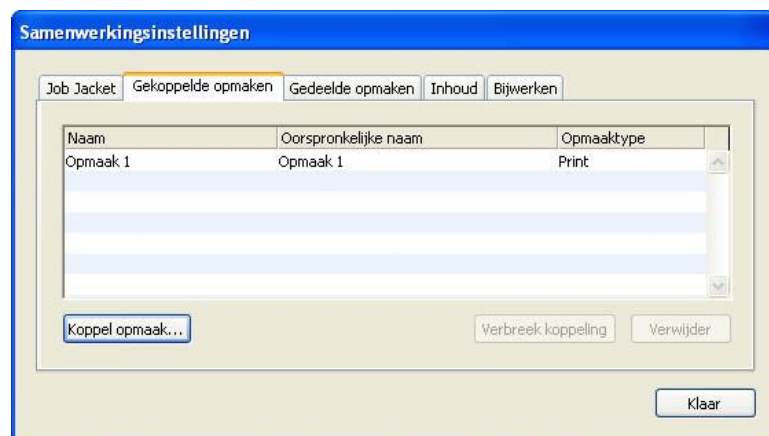 Samenwerkingsinstellingen
Job Jacket Gekoppelde opmaken Gedeelde opmaken Inhoud Bijwerken
Naam Oorspronkelijke naam Opmaaktype
Opmaak 1 Opmaak 1 Print
Koppel opmaak... Verbreek koppeling Verwijder
Klaar